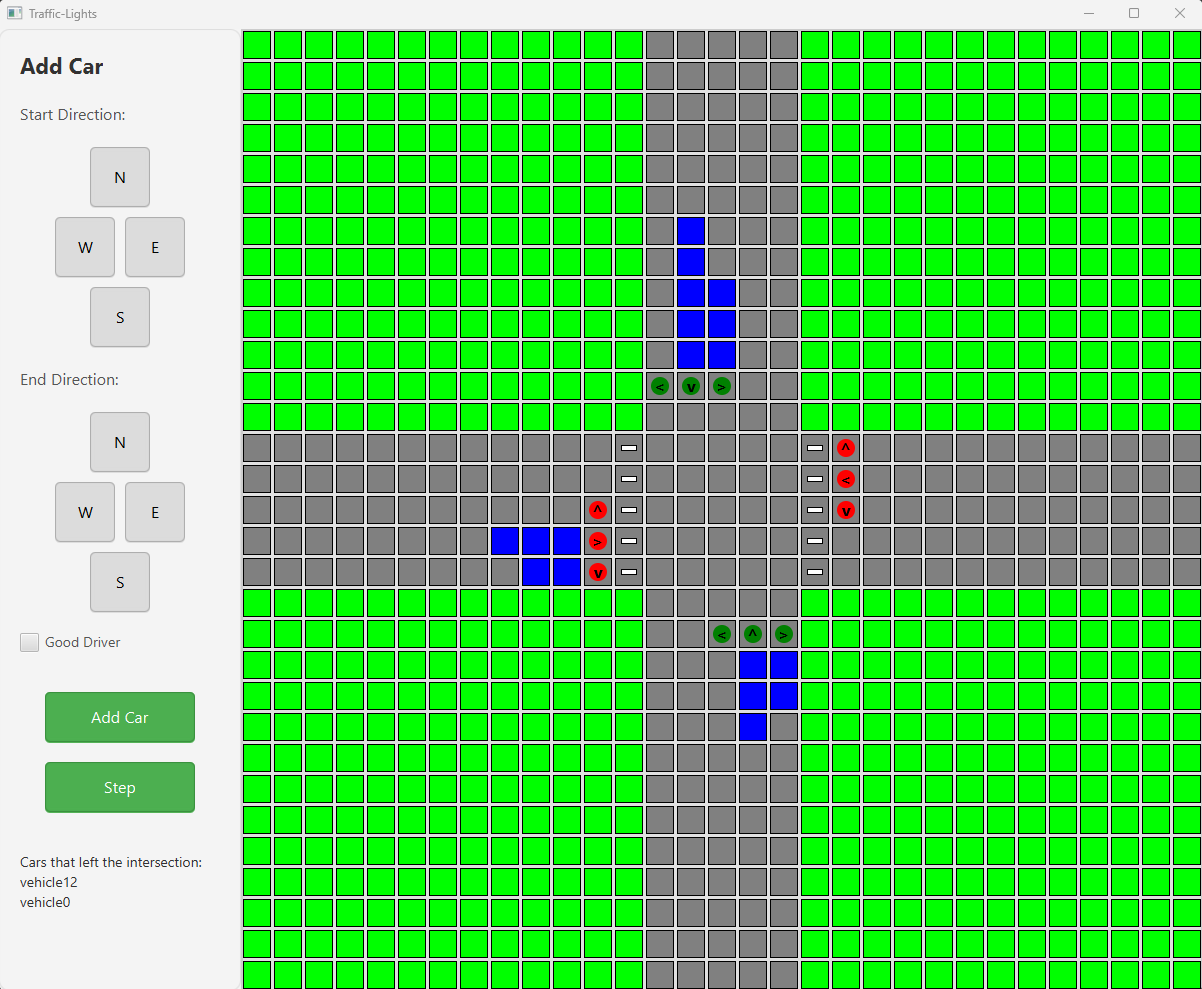 Traffic-Lights
Add Car
Start Direction:
N
W E
S
End Direction:
N
W E
S
Good Driver
Add Car
Step
Cars that left the intersection:
vehicle12
vehicle0
< v >
^
<
^ v
>
v
< ^ >